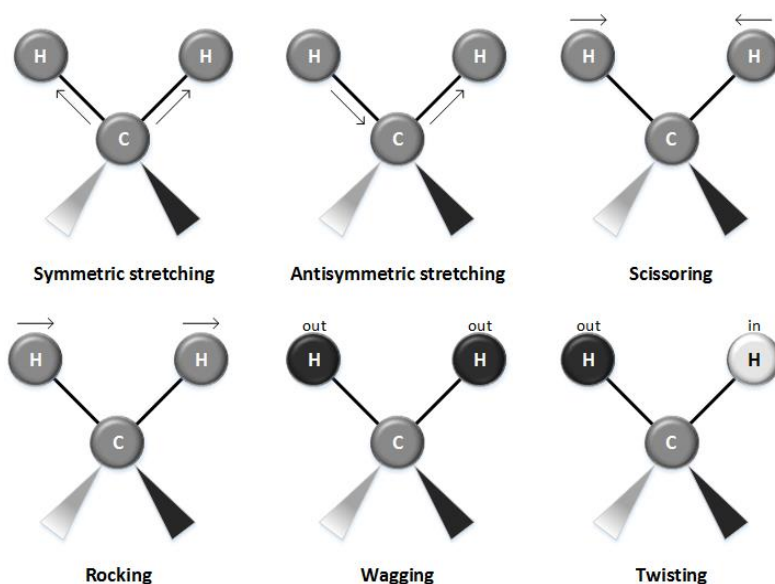 H H
C
Symmetric stretching
H H
C
Antisymmetric stretching
H H
C
Scissoring
H H
C
Rocking
out out
H H
C
Wagging
out in
H H
C
Twisting